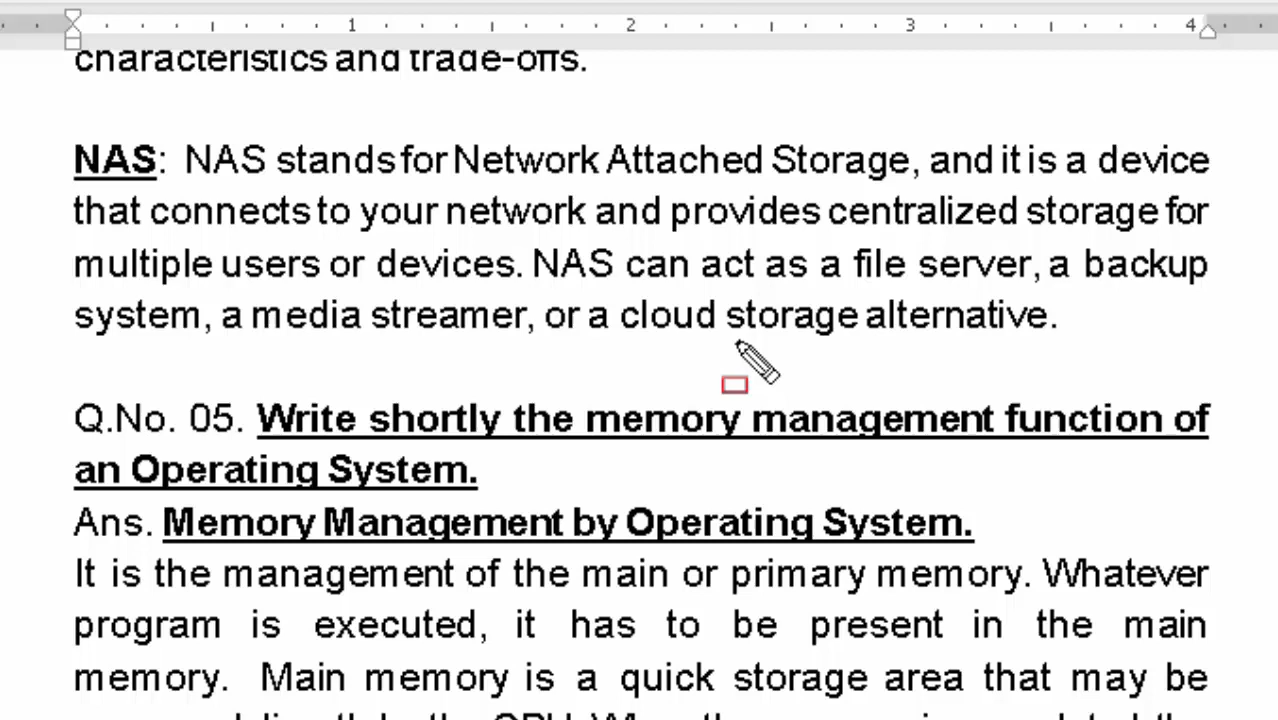 1 2 3 4
characteristics and trade-offs.
NAS: NAS stands for Network Attached Storage, and it is a device
that connects to your network and provides centralized storage for
multiple users or devices. NAS can act as a file server, a backup
system, a media streamer, or a cloud storage alternative.
Q.No. 05. Write shortly the memory management function of
an Operating System.
Ans. Memory Management by Operating System.
It is the management of the main or primary memory. Whatever
program is executed, it has to be present in the main
memory. Main memory is a quick storage area that may be